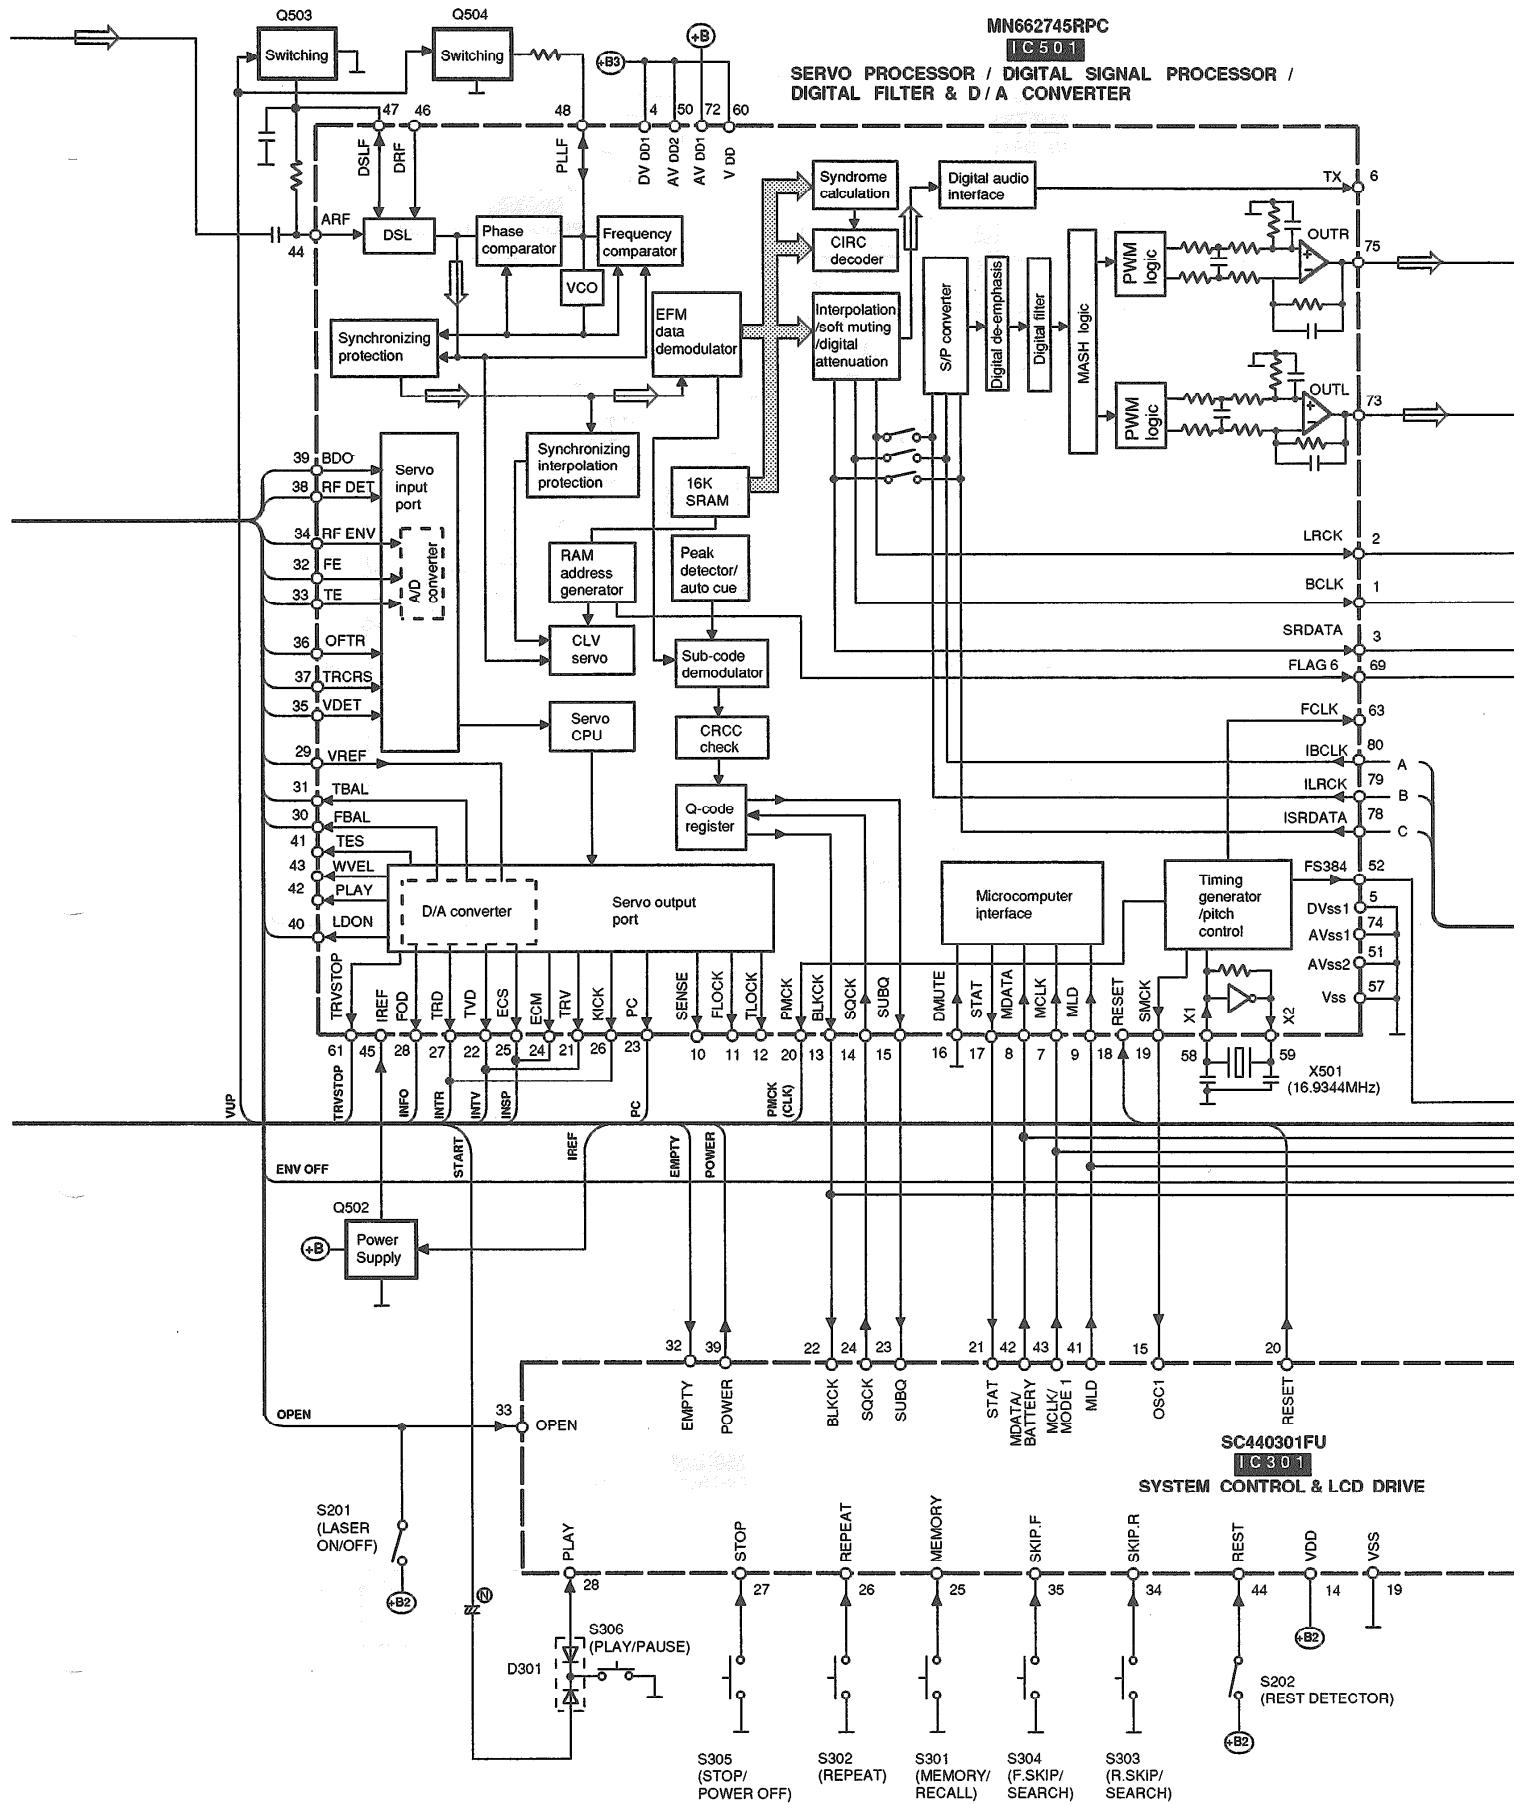 Q503
Q504
Switching
Switching
+B
+B3
MN662745RPC
IC501
SERVO PROCESSOR / DIGITAL SIGNAL PROCESSOR /
DIGITAL FILTER & D/A CONVERTER
47
46
48
4
50
72
60
DSLF
DRF
PLLF
DV DD1
AV DD2
AV DD1
V DD
Syndrome
calculation
Digital audio
interface
TX
6
ARF
44
DSL
Phase
comparator
Frequency
comparator
CIRC
decoder
OUTR
75
PWM
logic
VCO
EFM
data
demodulator
Interpolation
/soft muting
/digital
attenuation
S/P converter
Digital de-emphasis
Digital filter
MASH logic
Synchronizing
protection
OUTL
73
PWM
logic
39
BDO
Servo
input
port
Synchronizing
interpolation
protection
16K
SRAM
38
RF DET
34
RF ENV
A/D
converter
32
FE
33
TE
RAM
address
generator
Peak
detector/
auto cue
LRCK
2
BCLK
1
36
OFTR
CLV
servo
Sub-code
demodulator
SRDATA
3
FLAG 6
69
37
TRCRS
35
VDET
Servo
CPU
CRCC
check
FCLK
63
29
VREF
IBCLK
80
A
31
TBAL
Q-code
register
ILRCK
79
B
30
FBAL
ISRDATA
78
C
41
TES
43
WVEL
42
PLAY
40
LDON
D/A converter
Servo output
port
Microcomputer
interface
Timing
generator
/pitch
control
FS384
52
DVss1
5
AVss1
74
AVss2
51
Vss
57
TRVSTOP
IREF
FOD
TRD
TVD
ECS
ECM
TRV
KICK
PC
SENSE
FLOCK
TLOCK
PMCK
BLKCK
SQCK
SUBQ
DMUTE
STAT
MDATA
MCLK
MLD
RESET
SMCK
X1
X2
61
45
28
27
22
25
24
21
26
23
10
11
12
20
13
14
15
16
17
8
7
9
18
19
58
59
X501
(16.9344MHz)
VUP
TRVSTOP
INFO
INTR
INTV
INSP
PC
PMCK
(CLK)
START
IREF
EMPTY
POWER
ENV OFF
Q502
+B
Power
Supply
32
39
22
24
23
21
42
43
41
15
20
EMPTY
POWER
BLKCK
SQCK
SUBQ
STAT
MDATA/
BATTERY
MCLK/
MODE 1
MLD
OSC1
RESET
OPEN
33
OPEN
SC440301FU
IC301
SYSTEM CONTROL & LCD DRIVE
S201
(LASER
ON/OFF)
+B2
PLAY
STOP
REPEAT
MEMORY
SKIP.F
SKIP.R
REST
VDD
VSS
28
27
26
25
35
34
44
14
19
N
S306
(PLAY/PAUSE)
D301
+B2
S202
(REST DETECTOR)
+B2
S305
(STOP/
POWER OFF)
S302
(REPEAT)
S301
(MEMORY/
RECALL)
S304
(F.SKIP/
SEARCH)
S303
(R.SKIP/
SEARCH)